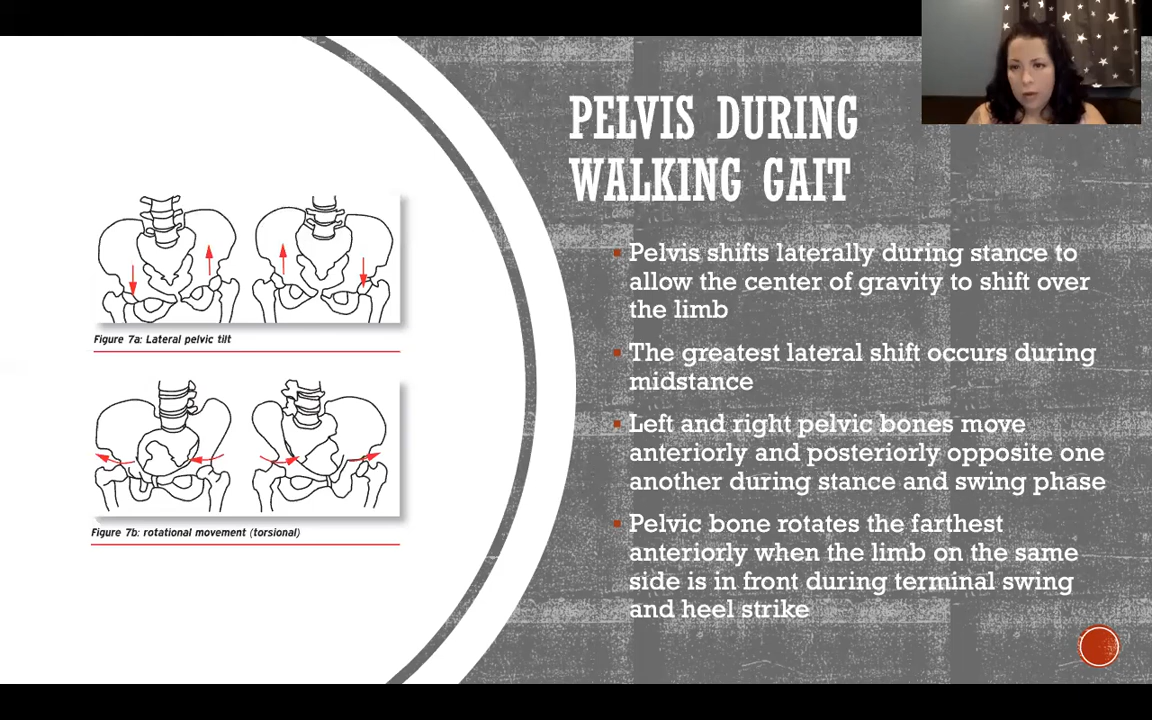 PELVIS DURING
WALKING GAIT
Pelvis shifts laterally during stance to
allow the center of gravity to shift over
the limb
The greatest lateral shift occurs during
midstance
Left and right pelvic bones move
anteriorly and posteriorly opposite one
another during stance and swing phase
Pelvic bone rotates the farthest
anteriorly when the limb on the same
side is in front during terminal swing
and heel strike
Figure 7a: Lateral pelvic tilt
Figure 7b: rotational movement (torsional)